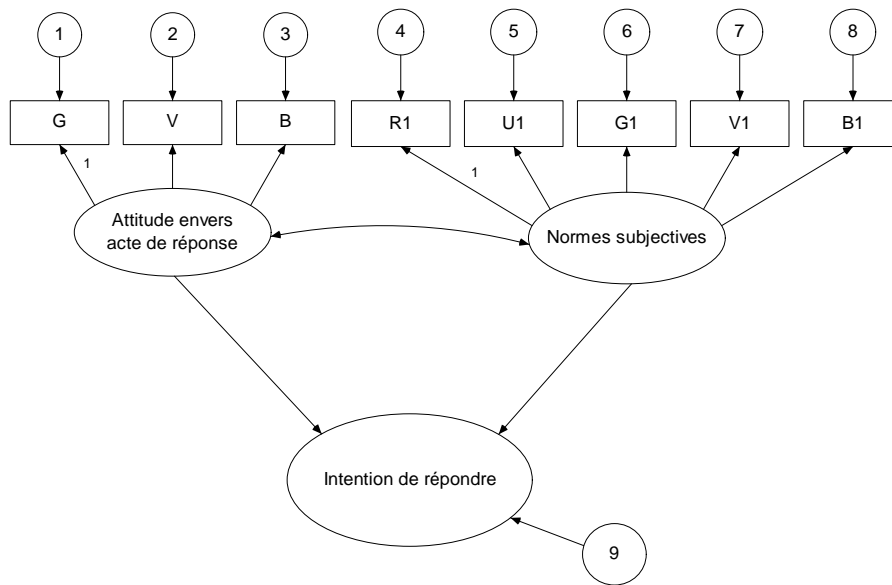 1 2 3 4 5 6 7 8
G V B R1 U1 G1 V1 B1
1 1
Attitude envers
acte de réponse
Normes subjectives
Intention de répondre
9